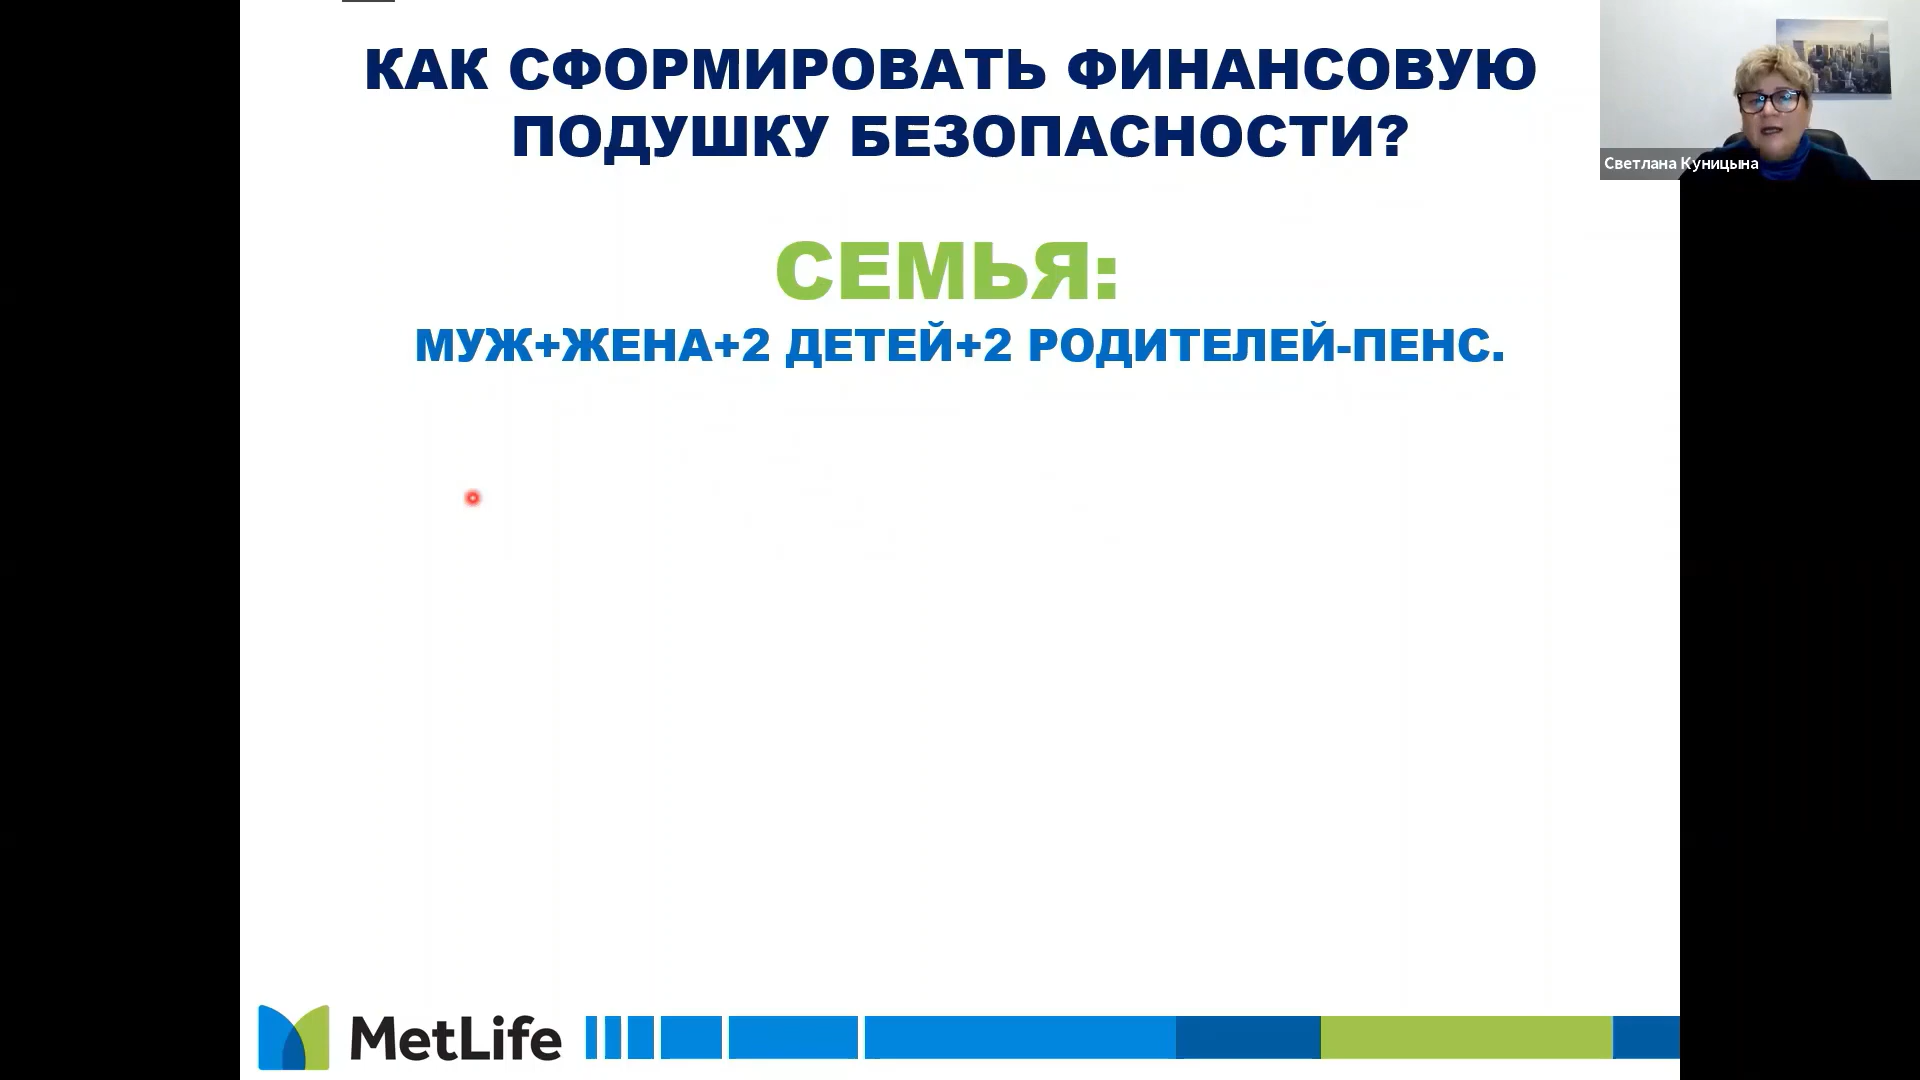 КАК СФОРМИРОВАТЬ ФИНАНСОВУЮ
ПОДУШКУ БЕЗОПАСНОСТИ?
Светлана Куницына
СЕМЬЯ:
МУЖ+ЖЕНА+2 ДЕТЕЙ+2 РОДИТЕЛЕЙ-ПЕНС.
MetLife